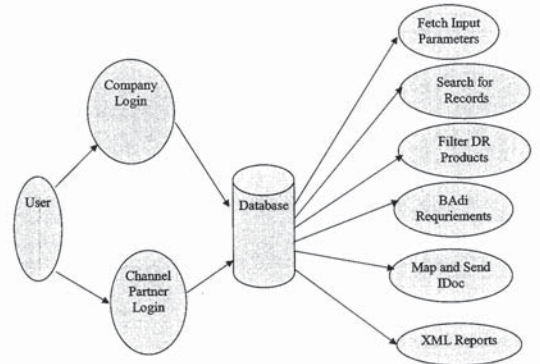 Fetch Input
Parameters
Company
Login
Search for
Records
Filter DR
Products
User
Database
BAdi
Requriements
Channel
Partner
Login
Map and Send
IDoc
XML Reports